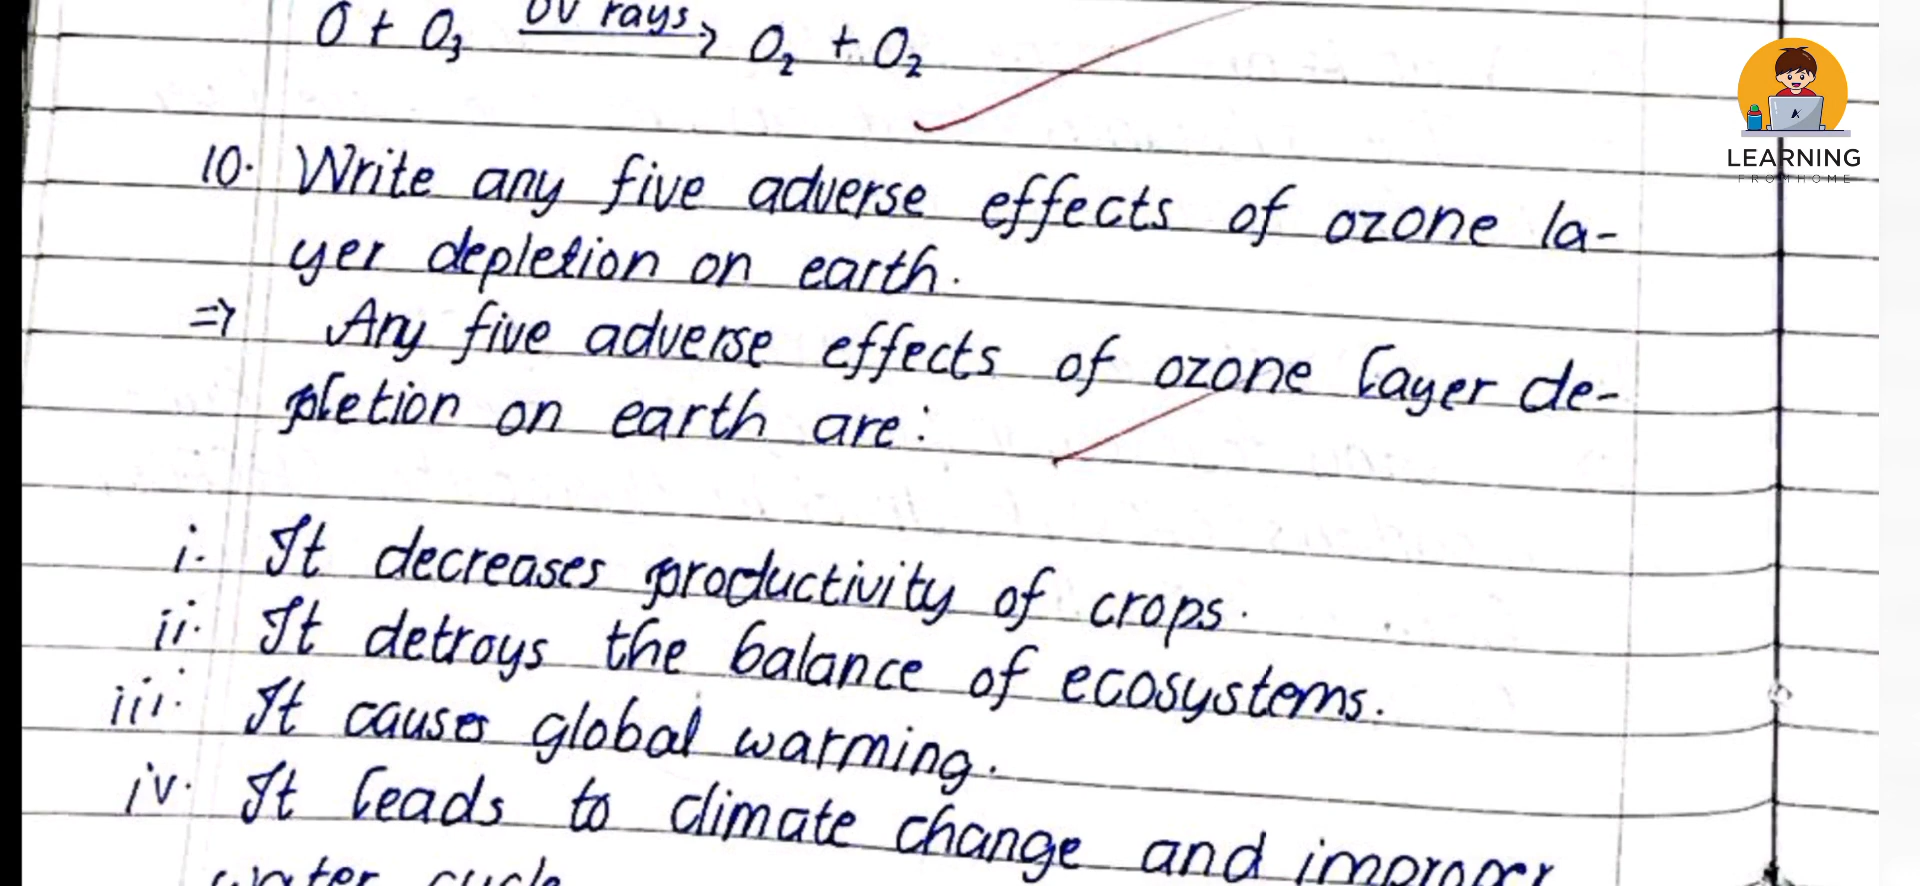 O + O₃ UV rays → O₂ + O₂
LEARNING
FROM HOME
10. Write any five adverse effects of ozone la-
yer depletion on earth.
⇒ Any five adverse effects of ozone layer de-
pletion on earth are:
i. It decreases productivity of crops.
ii. It detroys the balance of ecosystems.
iii. It causes global warming.
iv. It leads to climate change and improper
water cycle